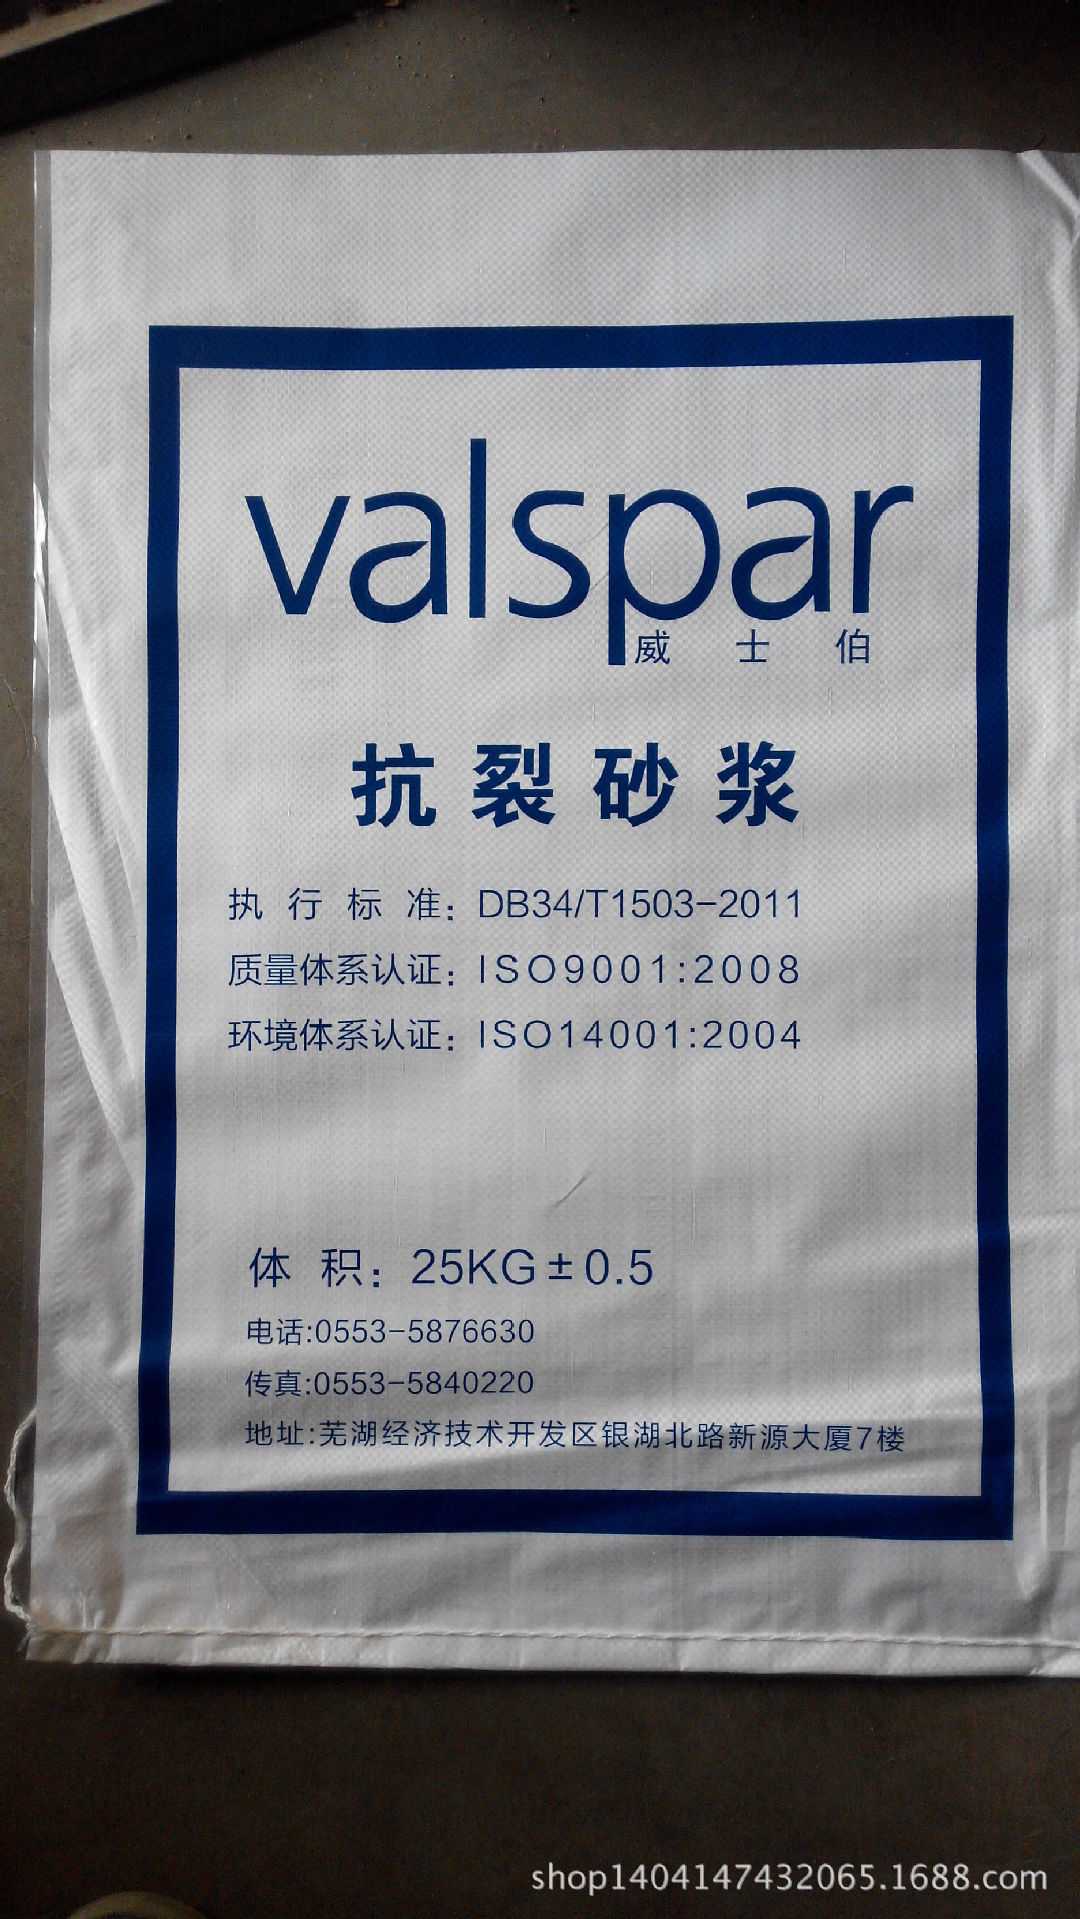 valspar
威士伯
抗裂砂浆
执行标准：DB34/T1503-2011
质量体系认证：ISO9001:2008
环境体系认证：ISO14001:2004
体积：25KG±0.5
电话:0553-5876630
传真:0553-5840220
地址:芜湖经济技术开发区银湖北路新源大厦7楼
shop1404147432065.1688.com